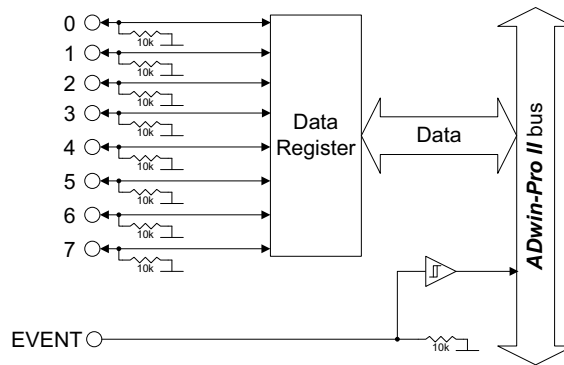 0
10k
1
10k
2
10k
3
10k
4
10k
5
10k
6
10k
7
10k
Data
Register
Data
ADwin-Pro II bus
EVENT
10k